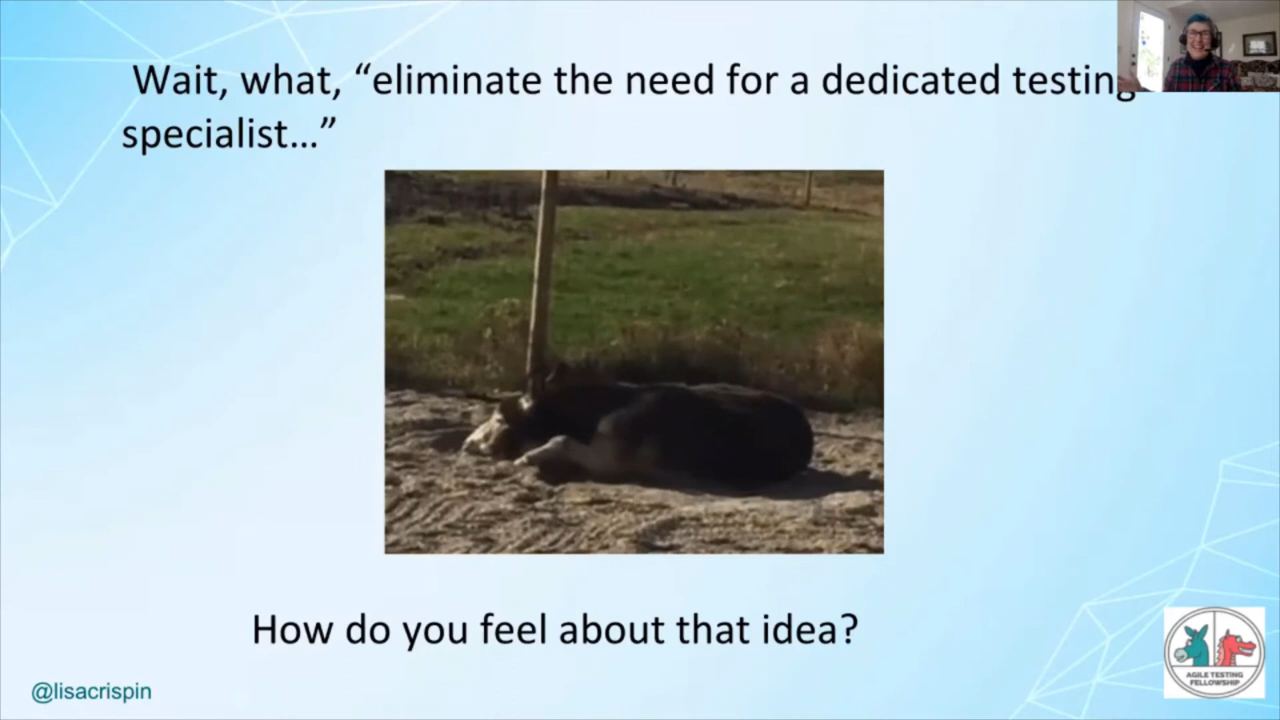 Wait, what, “eliminate the need for a dedicated testing
specialist…”
How do you feel about that idea?
@lisacrispin
AGILE TESTING
FELLOWSHIP